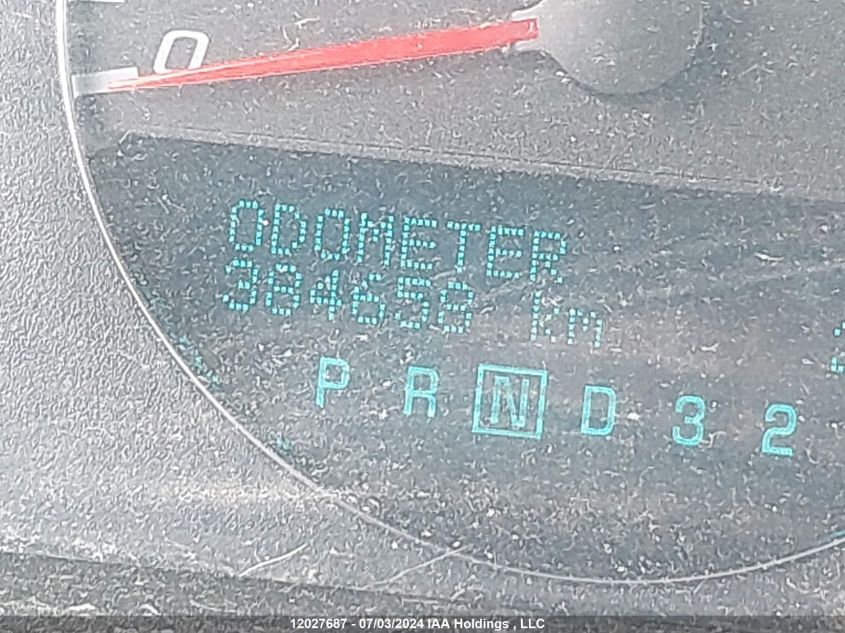 0
ODOMETER
384658 km
P R N D 3 2
12027687 - 07/03/2024 IAA Holdings , LLC